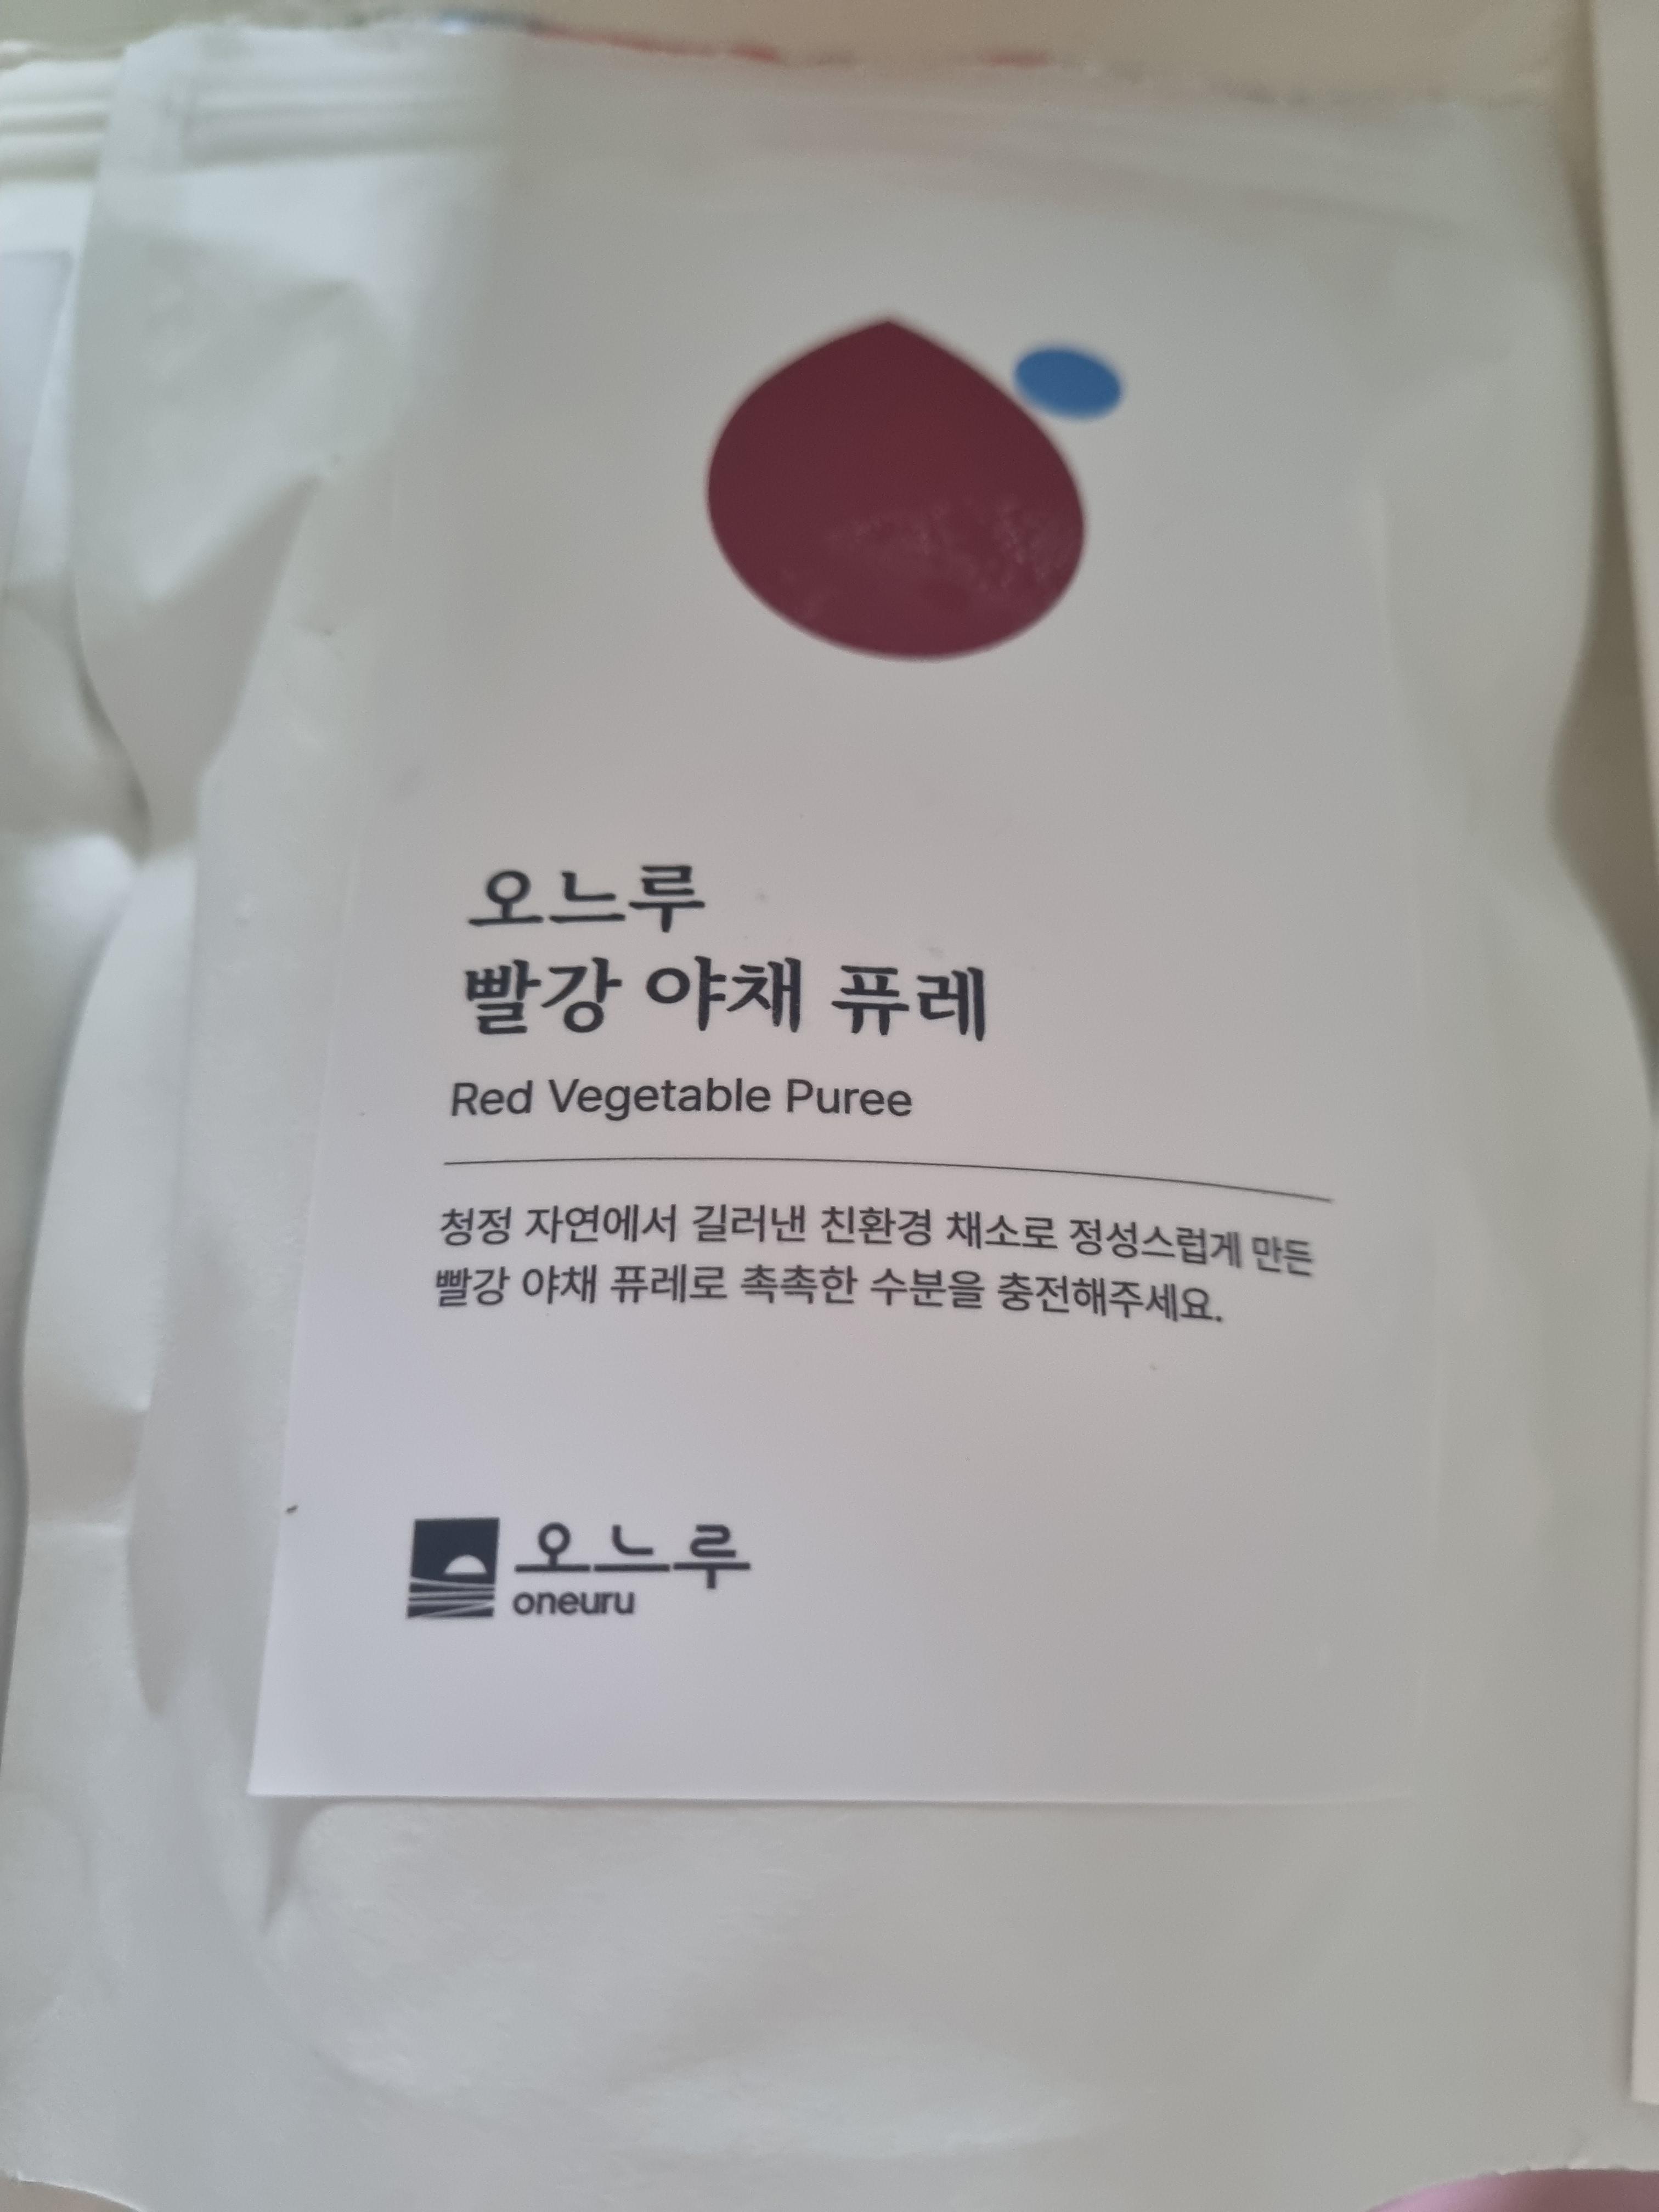 오느루
빨강 야채 퓨레
Red Vegetable Puree
청정 자연에서 길러낸 친환경 채소로 정성스럽게 만든
빨강 야채 퓨레로 촉촉한 수분을 충전해주세요.
오느루
oneuru